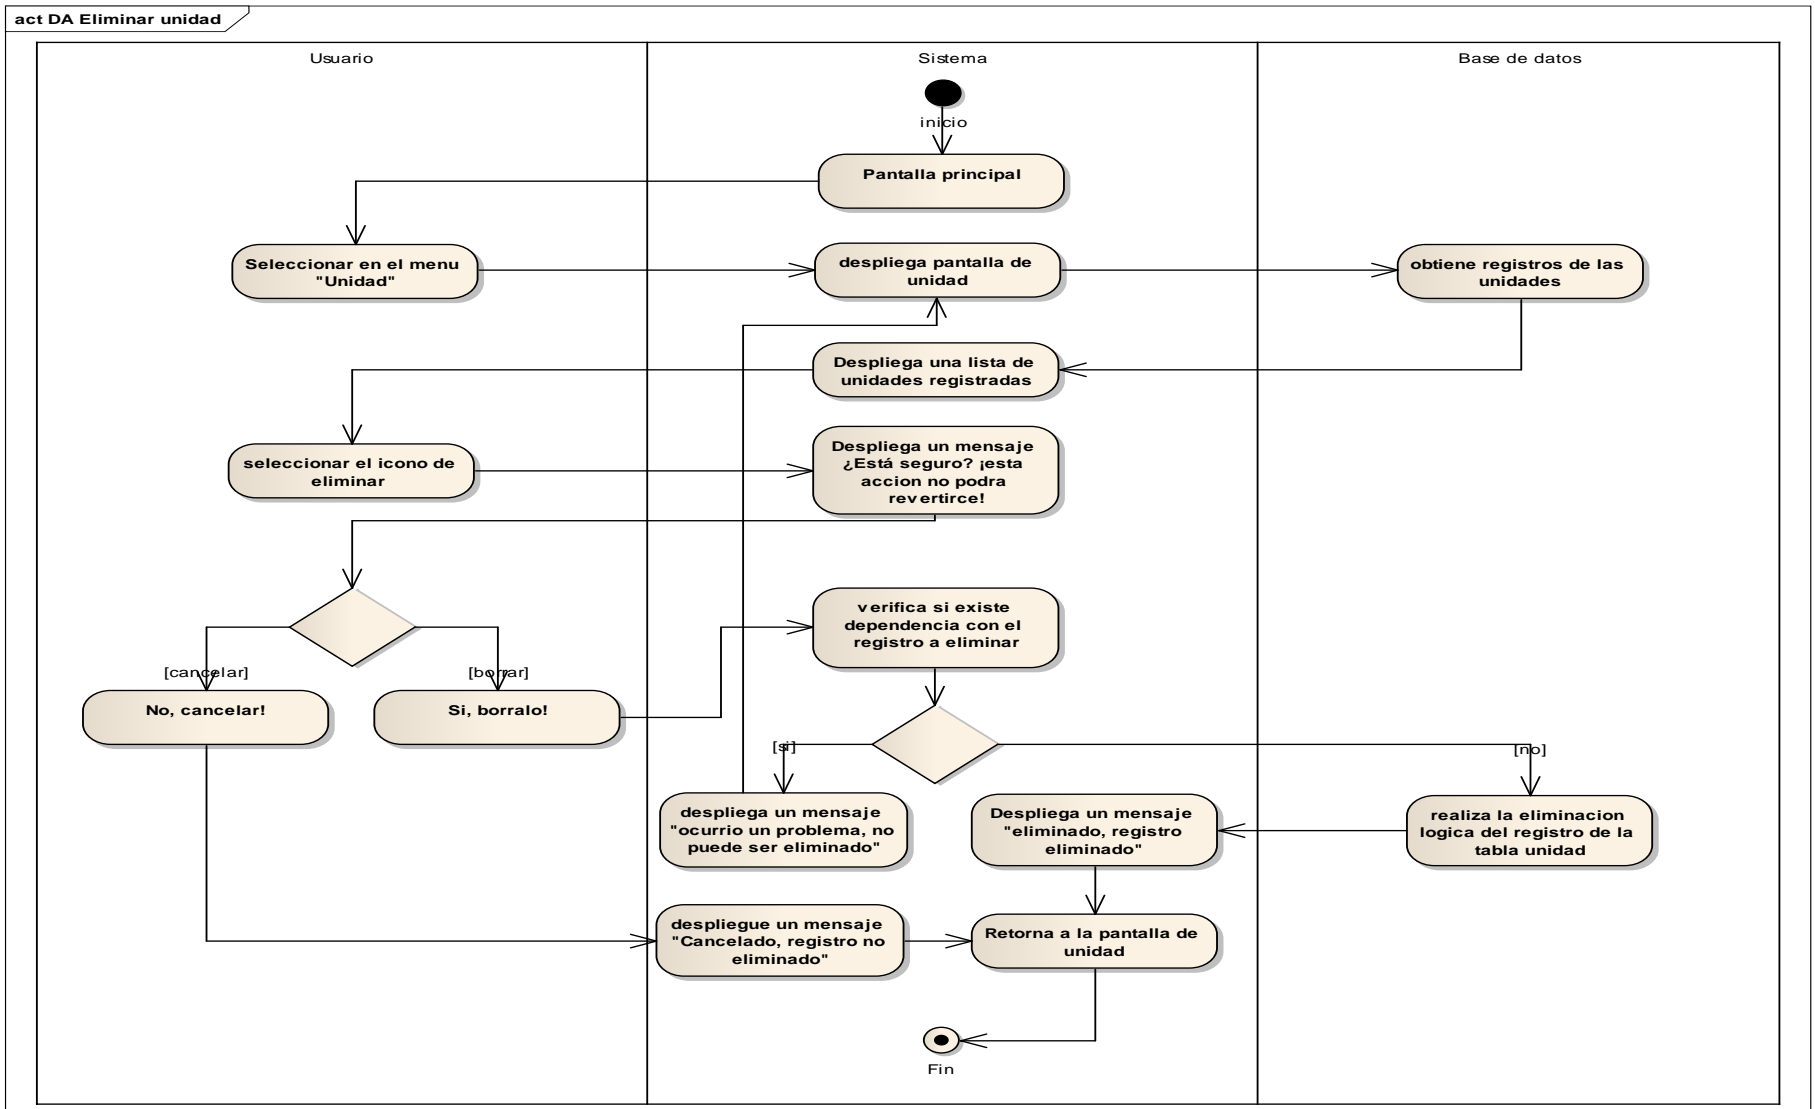 act DA Eliminar unidad
Usuario
Sistema
Base de datos
inicio
Pantalla principal
Seleccionar en el menu
"Unidad"
despliega pantalla de
unidad
obtiene registros de las
unidades
Despliega una lista de
unidades registradas
seleccionar el icono de
eliminar
Despliega un mensaje
¿Está seguro? ¡esta
accion no podra
revertirce!
verifica si existe
dependencia con el
registro a eliminar
[cancelar]
[borrar]
No, cancelar!
Si, borralo!
[si]
[no]
despliega un mensaje
"ocurrio un problema, no
puede ser eliminado"
Despliega un mensaje
"eliminado, registro
eliminado"
realiza la eliminacion
logica del registro de la
tabla unidad
despliegue un mensaje
"Cancelado, registro no
eliminado"
Retorna a la pantalla de
unidad
Fin